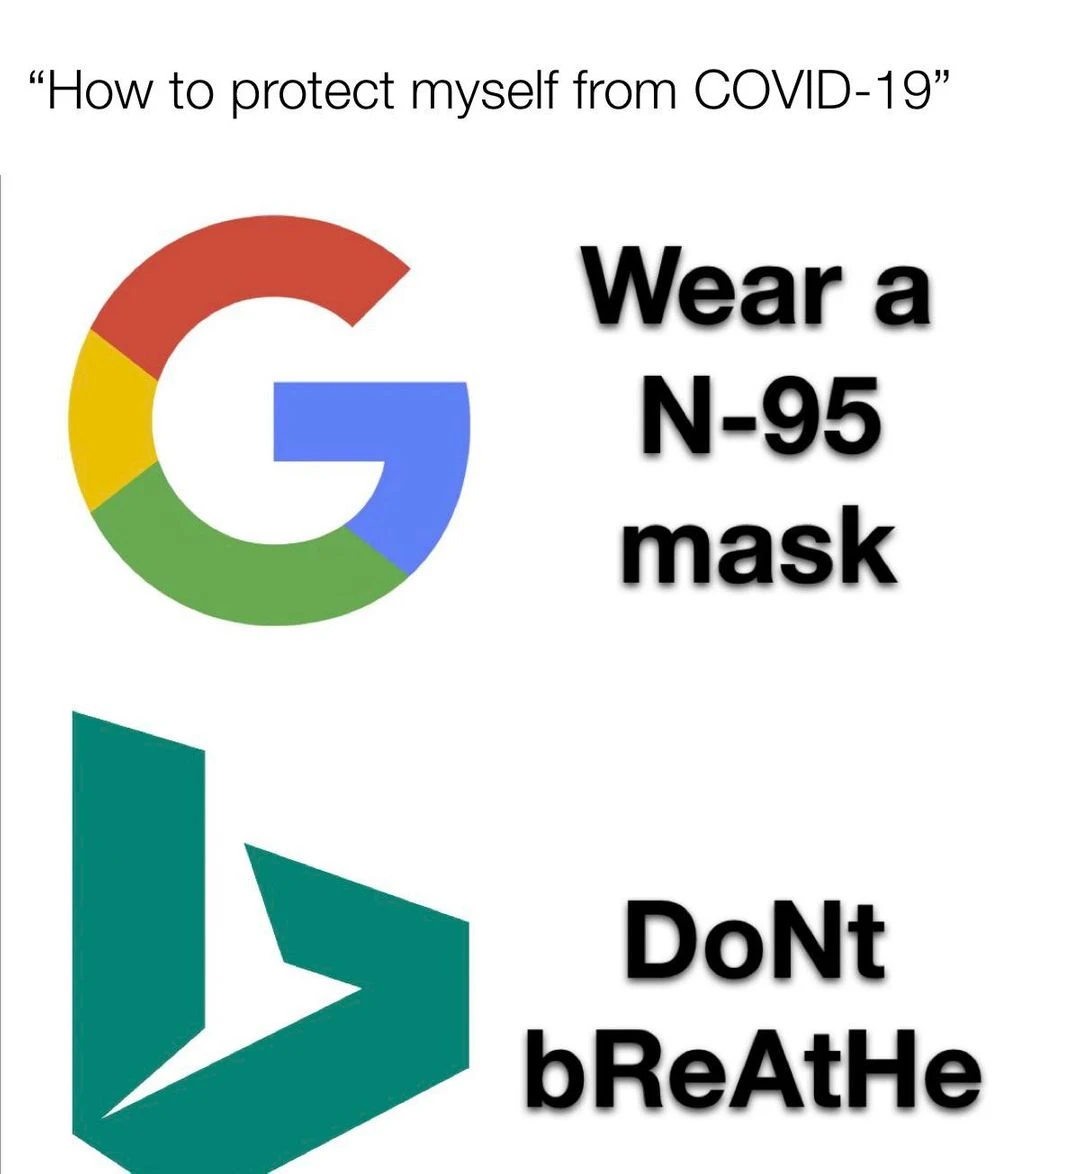 “How to protect myself from COVID-19”
Wear a
N-95
mask
DoNt
bReAtHe